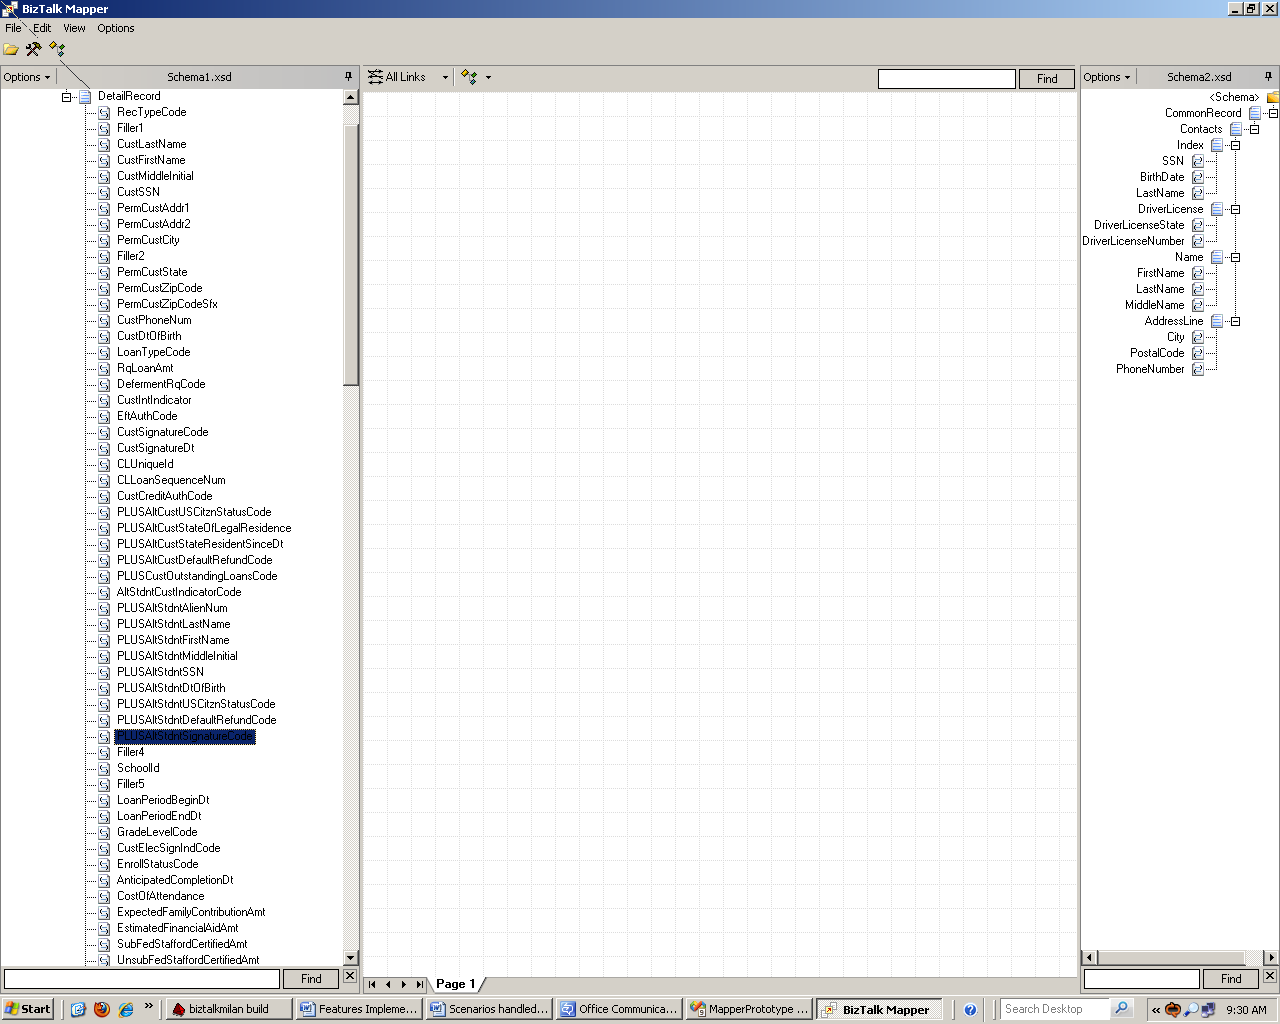 BizTalk Mapper
File Edit View Options
Options Schema1.xsd
DetailRecord
RecTypeCode
Filler1
CustLastName
CustFirstName
CustMiddleInitial
CustSSN
PermCustAddr1
PermCustAddr2
PermCustCity
Filler2
PermCustState
PermCustZipCode
PermCustZipCodeSfx
CustPhoneNum
CustDtOfBirth
LoanTypeCode
RqLoanAmt
DefermentRqCode
CustIntIndicator
EftAuthCode
CustSignatureCode
CustSignatureDt
CLUniqueId
CLLoanSequenceNum
CustCreditAuthCode
PLUSAltCustUSCitznStatusCode
PLUSAltCustStateOfLegalResidence
PLUSAltCustStateResidentSinceDt
PLUSAltCustDefaultRefundCode
PLUSCustOutstandingLoansCode
AltStdntCustIndicatorCode
PLUSAltStdntAlienNum
PLUSAltStdntLastName
PLUSAltStdntFirstName
PLUSAltStdntMiddleInitial
PLUSAltStdntSSN
PLUSAltStdntDtOfBirth
PLUSAltStdntUSCitznStatusCode
PLUSAltStdntDefaultRefundCode
PLUSAltStdntSignatureCode
Filler4
SchoolId
Filler5
LoanPeriodBeginDt
LoanPeriodEndDt
GradeLevelCode
CustElecSignIndCode
EnrollStatusCode
AnticipatedCompletionDt
CostOfAttendance
ExpectedFamilyContributionAmt
EstimatedFinancialAidAmt
SubFedStaffordCertifiedAmt
UnsubFedStaffordCertifiedAmt
Find
All Links
Find
Page 1
Options Schema2.xsd
<Schema>
CommonRecord
Contacts
Index
SSN
BirthDate
LastName
DriverLicense
DriverLicenseState
DriverLicenseNumber
Name
FirstName
LastName
MiddleName
AddressLine
City
PostalCode
PhoneNumber
Find
Start » biztalkmilan build Features Impleme... Scenarios handled... Office Communica... MapperPrototype ... BizTalk Mapper Search Desktop « 9:30 AM